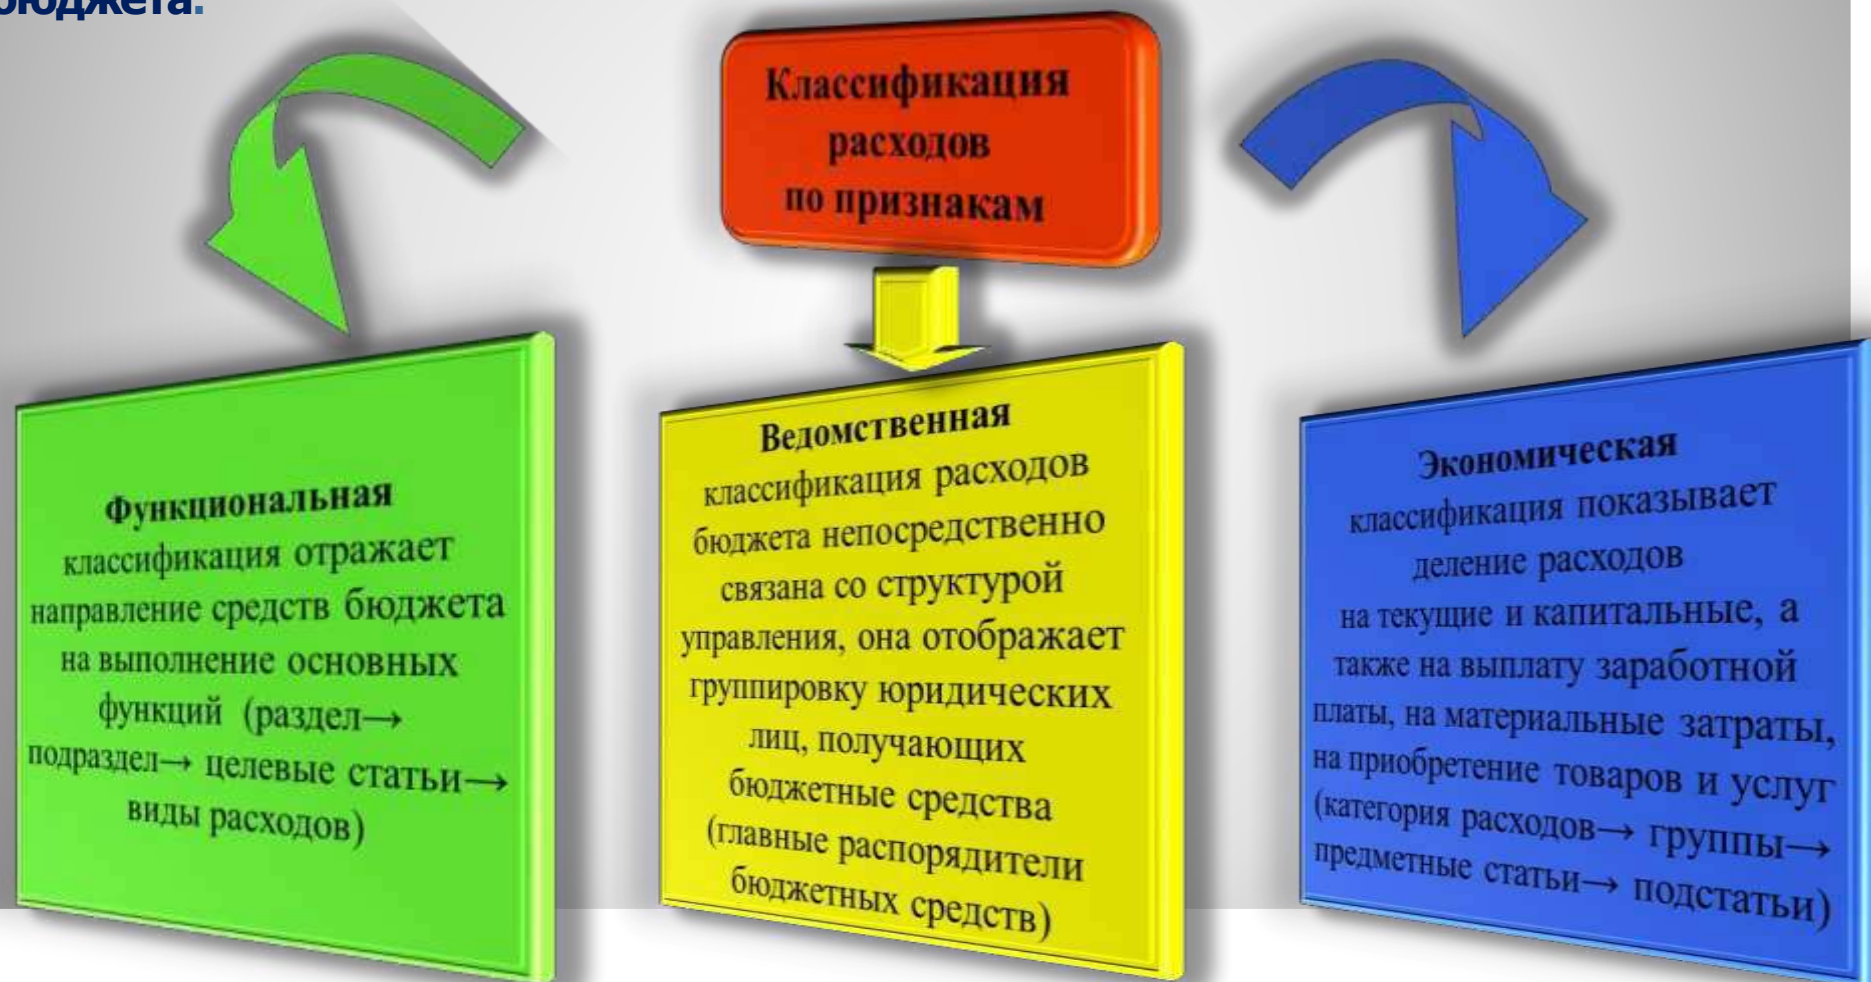 бюджета.
Классификация
расходов
по признакам
Функциональная
классификация отражает
направление средств бюджета
на выполнение основных
функций (раздел→
подраздел→ целевые статьи→
виды расходов)
Ведомственная
классификация расходов
бюджета непосредственно
связана со структурой
управления, она отображает
группировку юридических
лиц, получающих
бюджетные средства
(главные распорядители
бюджетных средств)
Экономическая
классификация показывает
деление расходов
на текущие и капитальные, а
также на выплату заработной
платы, на материальные затраты,
на приобретение товаров и услуг
(категория расходов→ группы→
предметные статьи→ подстатьи)